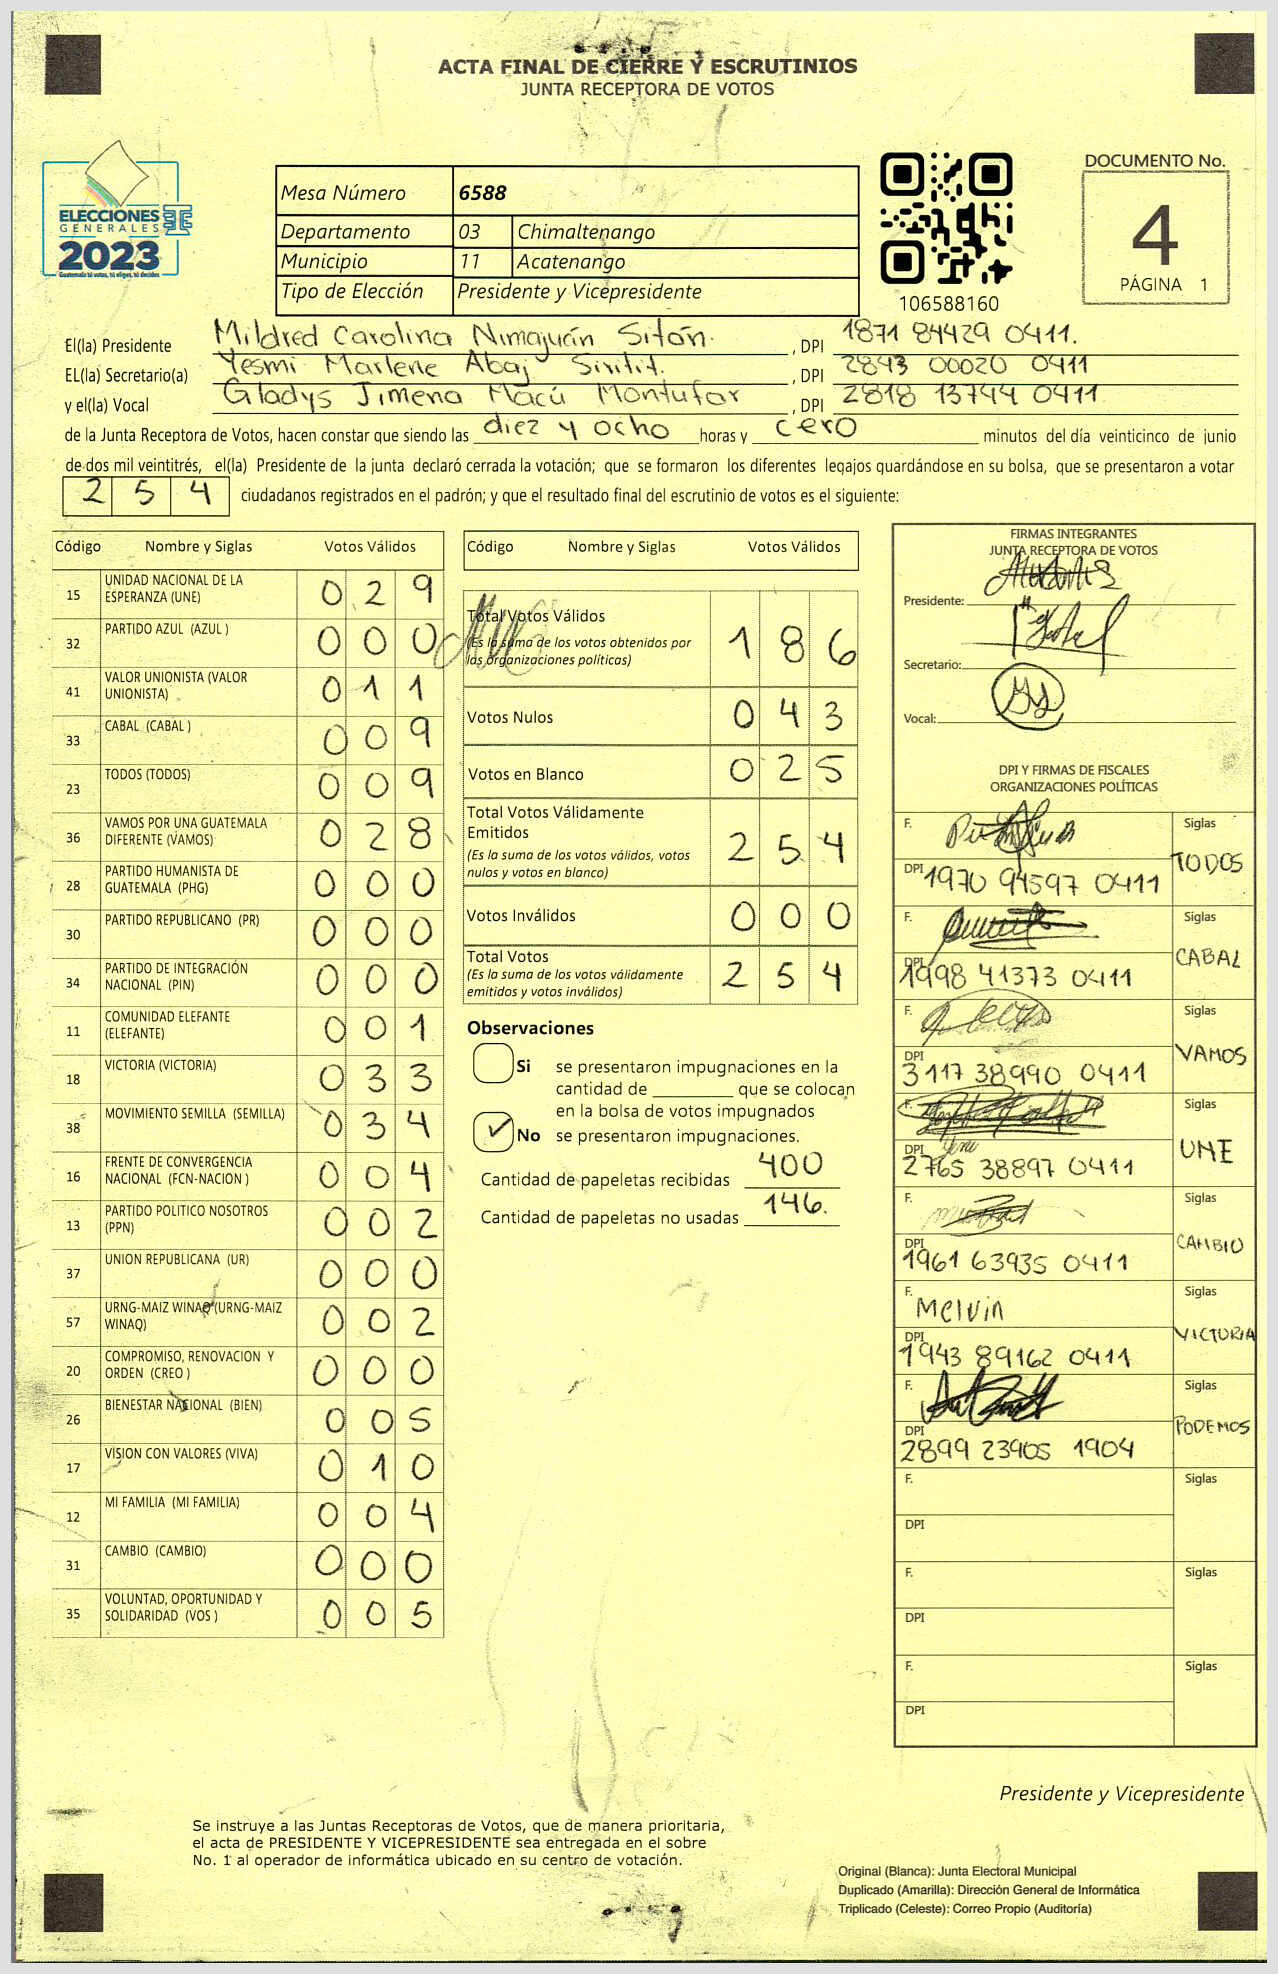 ACTA FINAL DE CIERRE Y ESCRUTINIOS
JUNTA RECEPTORA DE VOTOS
ELECCIONES
GENERALES
2023
Guatemala tú votas, tú eliges, tú decides
Mesa Número 6588
Departamento 03 Chimaltenango
Municipio 11 Acatenango
Tipo de Elección Presidente y Vicepresidente
106588160
DOCUMENTO No.
4
PÁGINA 1
El(la) Presidente Mildred Carolina Nimajuán Sitán. , DPI 1871 84429 0411.
EL(la) Secretario(a) Yesmi Marlene Abaj Siritit. , DPI 2843 00020 0411
y el(la) Vocal Gladys Jimena Macú Montufar , DPI 2818 13744 0411
de la Junta Receptora de Votos, hacen constar que siendo las diez y ocho horas y cero minutos del día veinticinco de junio
de dos mil veintitrés, el(la) Presidente de la junta declaró cerrada la votación; que se formaron los diferentes legajos guardándose en su bolsa, que se presentaron a votar
2 5 4 ciudadanos registrados en el padrón; y que el resultado final del escrutinio de votos es el siguiente:
Código Nombre y Siglas Votos Válidos
15 UNIDAD NACIONAL DE LA ESPERANZA (UNE) 0 2 9
32 PARTIDO AZUL (AZUL ) 0 0 0
41 VALOR UNIONISTA (VALOR UNIONISTA) 0 1 1
33 CABAL (CABAL ) 0 0 9
23 TODOS (TODOS) 0 0 9
36 VAMOS POR UNA GUATEMALA DIFERENTE (VAMOS) 0 2 8
28 PARTIDO HUMANISTA DE GUATEMALA (PHG) 0 0 0
30 PARTIDO REPUBLICANO (PR) 0 0 0
34 PARTIDO DE INTEGRACIÓN NACIONAL (PIN) 0 0 0
11 COMUNIDAD ELEFANTE (ELEFANTE) 0 0 1
18 VICTORIA (VICTORIA) 0 3 3
38 MOVIMIENTO SEMILLA (SEMILLA) 0 3 4
16 FRENTE DE CONVERGENCIA NACIONAL (FCN-NACION ) 0 0 4
13 PARTIDO POLITICO NOSOTROS (PPN) 0 0 2
37 UNION REPUBLICANA (UR) 0 0 0
57 URNG-MAIZ WINAQ (URNG-MAIZ WINAQ) 0 0 2
20 COMPROMISO, RENOVACION Y ORDEN (CREO ) 0 0 0
26 BIENESTAR NACIONAL (BIEN) 0 0 5
17 VISION CON VALORES (VIVA) 0 1 0
12 MI FAMILIA (MI FAMILIA) 0 0 4
31 CAMBIO (CAMBIO) 0 0 0
35 VOLUNTAD, OPORTUNIDAD Y SOLIDARIDAD (VOS ) 0 0 5
Código Nombre y Siglas Votos Válidos
Total Votos Válidos 1 8 6
(Es la suma de los votos obtenidos por
las organizaciones políticas)
Votos Nulos 0 4 3
Votos en Blanco 0 2 5
Total Votos Válidamente
Emitidos 2 5 4
(Es la suma de los votos válidos, votos
nulos y votos en blanco)
Votos Inválidos 0 0 0
Total Votos 2 5 4
(Es la suma de los votos válidamente
emitidos y votos inválidos)
Observaciones
Si se presentaron impugnaciones en la
cantidad de ________ que se colocan
en la bolsa de votos impugnados
No se presentaron impugnaciones.
Cantidad de papeletas recibidas 400
Cantidad de papeletas no usadas 146.
FIRMAS INTEGRANTES
JUNTA RECEPTORA DE VOTOS
Presidente:
Secretario:
Vocal:
DPI Y FIRMAS DE FISCALES
ORGANIZACIONES POLÍTICAS
F. Siglas
DPI 1970 94597 0411 TODOS
F. Siglas
DPI 1998 41373 0411 CABAL
F. Siglas
DPI 3117 38990 0411 VAMOS
F. Siglas
DPI 2765 38897 0411 UNE
F. Siglas
DPI 1961 63935 0411 CAMBIO
F. Melvin Siglas
DPI 1943 89162 0411 VICTORIA
F. Siglas
DPI 2899 23905 1904 PODEMOS
F. Siglas
DPI
F. Siglas
DPI
F. Siglas
DPI
Presidente y Vicepresidente
Se instruye a las Juntas Receptoras de Votos, que de manera prioritaria,
el acta de PRESIDENTE Y VICEPRESIDENTE sea entregada en el sobre
No. 1 al operador de informática ubicado en su centro de votación.
Original (Blanca): Junta Electoral Municipal
Duplicado (Amarilla): Dirección General de Informática
Triplicado (Celeste): Correo Propio (Auditoría)